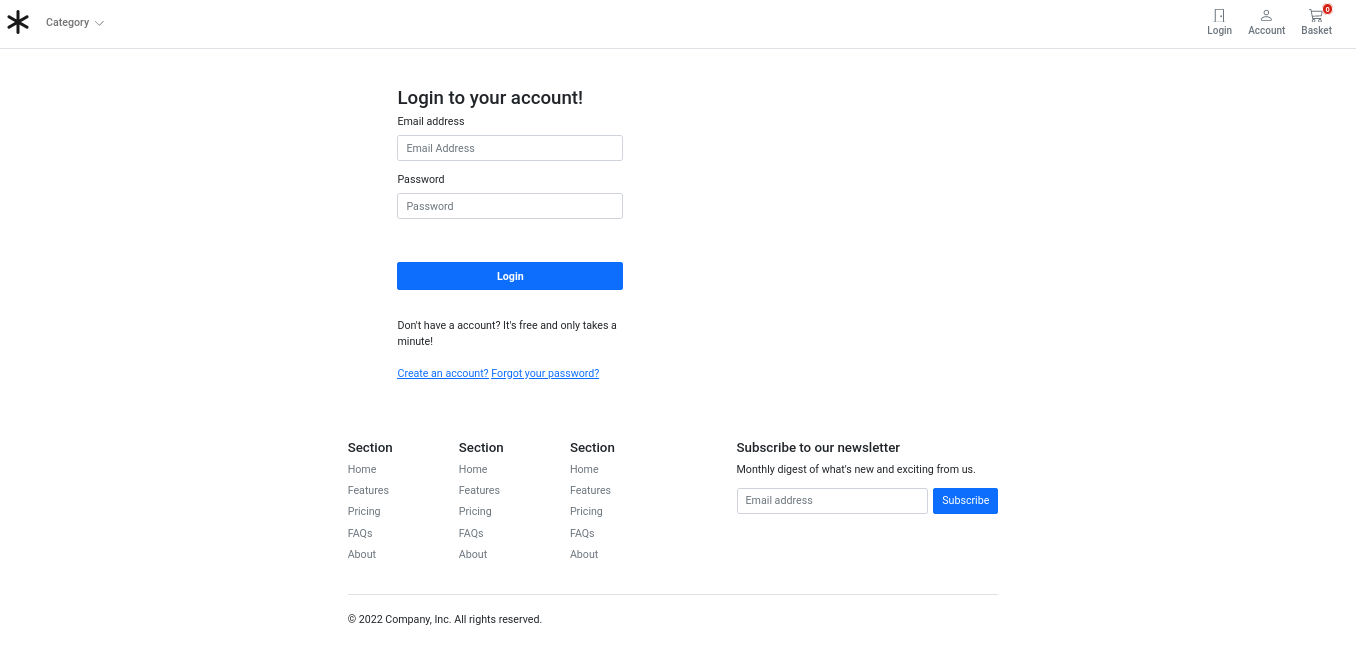 Category
Login
Account
0
Basket
Login to your account!
Email address
Email Address
Password
Password
Login
Don't have a account? It's free and only takes a
minute!
Create an account? Forgot your password?
Section
Home
Features
Pricing
FAQs
About
Section
Home
Features
Pricing
FAQs
About
Section
Home
Features
Pricing
FAQs
About
Subscribe to our newsletter
Monthly digest of what's new and exciting from us.
Email address
Subscribe
© 2022 Company, Inc. All rights reserved.